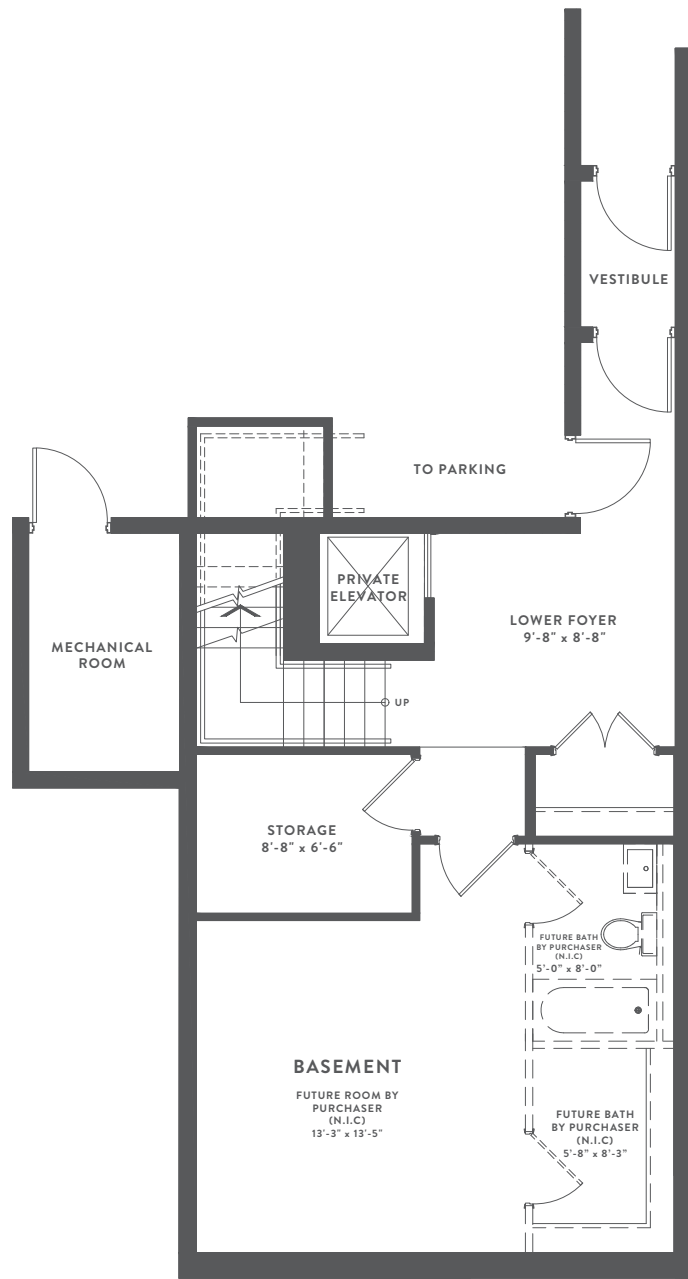 VESTIBULE
TO PARKING
PRIVATE
ELEVATOR
LOWER FOYER
9'-8" x 8'-8"
MECHANICAL
ROOM
UP
STORAGE
8'-8" x 6'-6"
FUTURE BATH
BY PURCHASER
(N.I.C)
5'-0" x 8'-0"
BASEMENT
FUTURE ROOM BY
PURCHASER
(N.I.C)
13'-3" x 13'-5"
FUTURE BATH
BY PURCHASER
(N.I.C)
5'-8" x 8'-3"